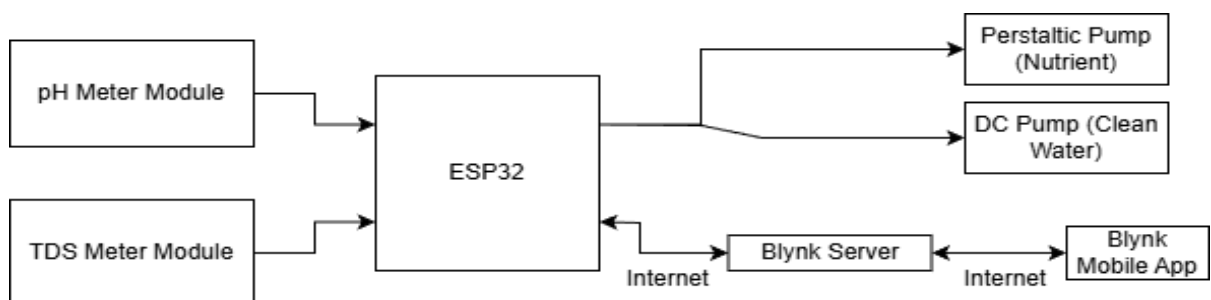 pH Meter Module
TDS Meter Module
ESP32
Perstaltic Pump
(Nutrient)
DC Pump (Clean
Water)
Internet
Blynk Server
Internet
Blynk
Mobile App